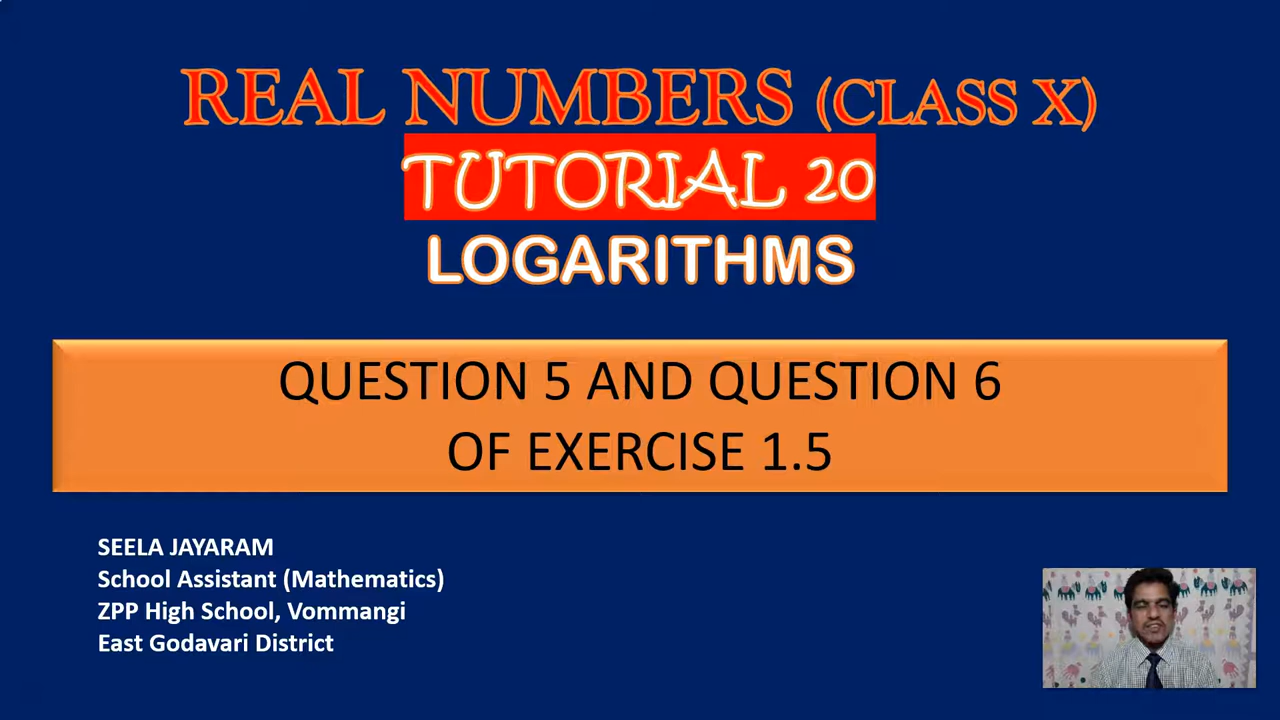 REAL NUMBERS (CLASS X)
TUTORIAL 20
LOGARITHMS
QUESTION 5 AND QUESTION 6
OF EXERCISE 1.5
SEELA JAYARAM
School Assistant (Mathematics)
ZPP High School, Vommangi
East Godavari District